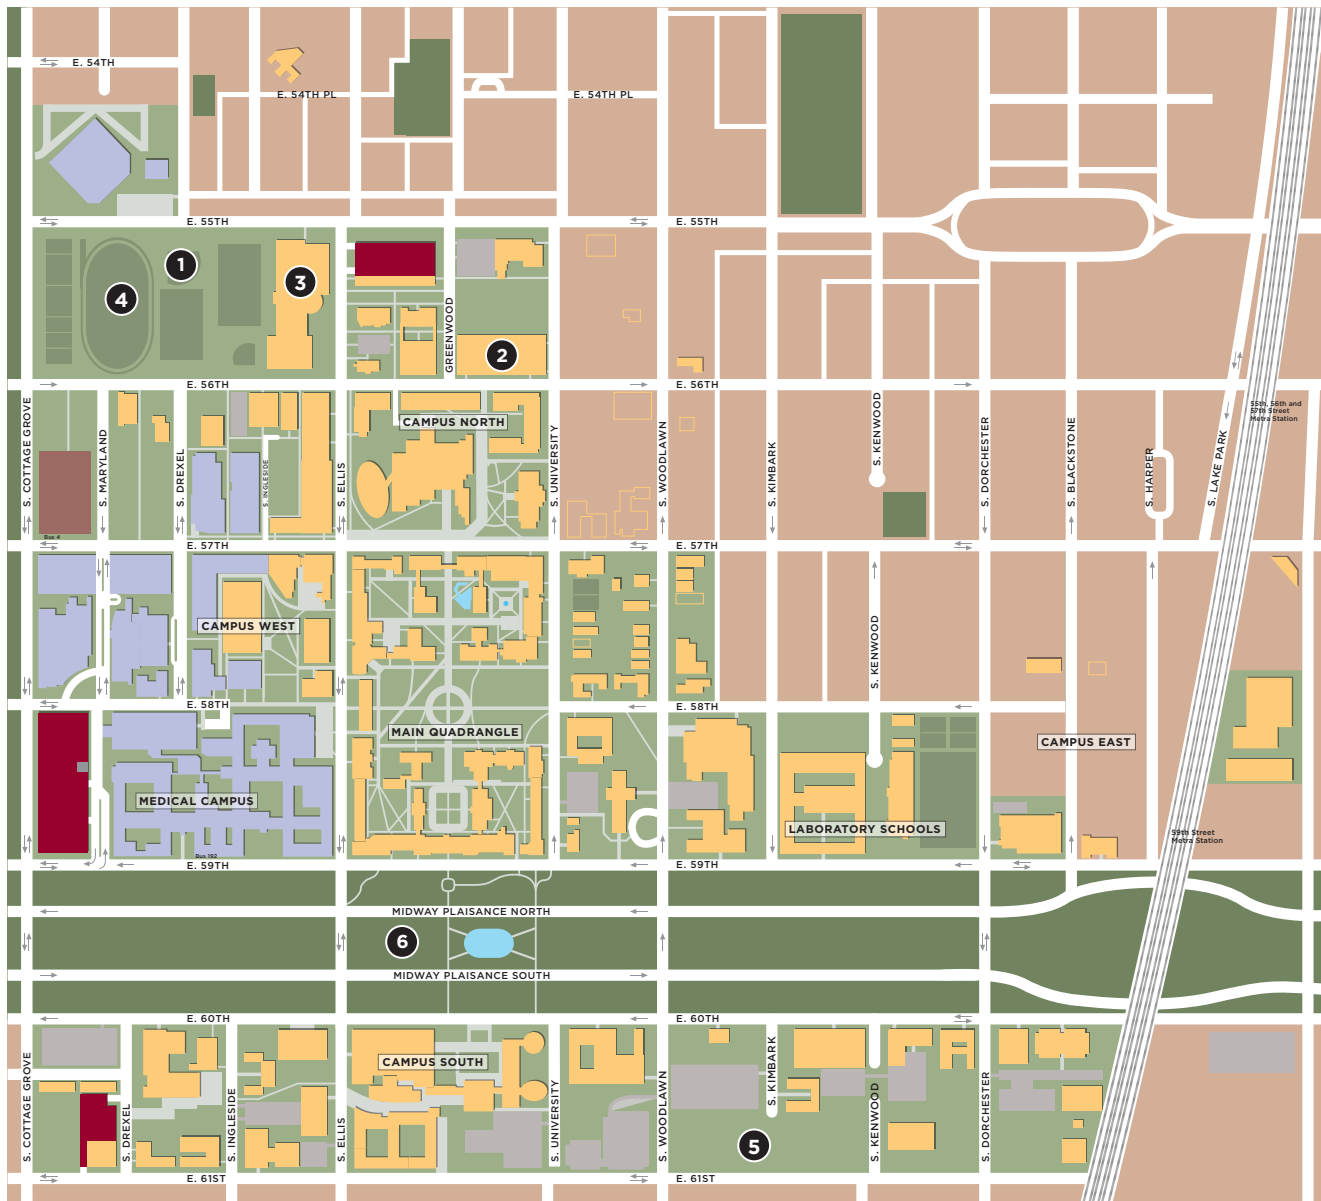 E. 54TH
E. 54TH PL
E. 54TH PL
E. 55TH
E. 55TH
1
3
4
GREENWOOD
2
E. 56TH
E. 56TH
55th, 56th and
57th Street
Metra Station
S. COTTAGE GROVE
S. MARYLAND
S. DREXEL
S. INGLESIDE
S. ELLIS
CAMPUS NORTH
S. UNIVERSITY
S. WOODLAWN
S. KIMBARK
S. KENWOOD
S. DORCHESTER
S. BLACKSTONE
S. HARPER
S. LAKE PARK
Bus 4
E. 57TH
E. 57TH
CAMPUS WEST
S. KENWOOD
E. 58TH
E. 58TH
MAIN QUADRANGLE
CAMPUS EAST
MEDICAL CAMPUS
LABORATORY SCHOOLS
59th Street
Metra Station
Bus 192
E. 59TH
E. 59TH
MIDWAY PLAISANCE NORTH
6
MIDWAY PLAISANCE SOUTH
E. 60TH
E. 60TH
CAMPUS SOUTH
S. COTTAGE GROVE
S. DREXEL
S. INGLESIDE
S. ELLIS
S. UNIVERSITY
S. WOODLAWN
S. KIMBARK
S. KENWOOD
S. DORCHESTER
5
E. 61ST
E. 61ST